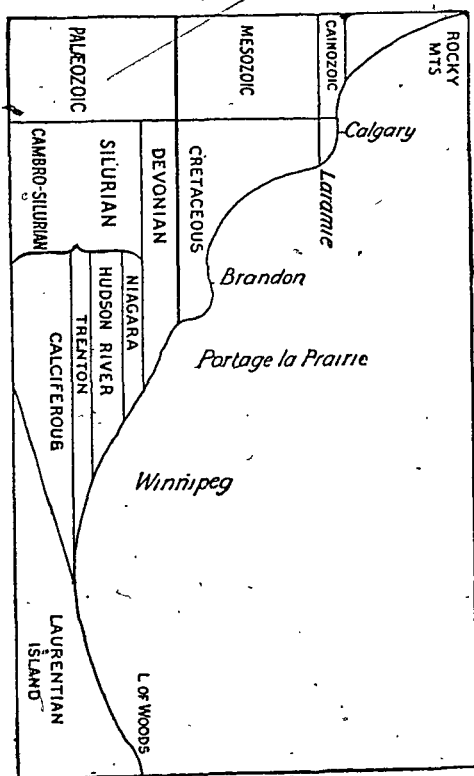 ROCKY
MTS
CAINOZOIC
MESOZOIC
PALÆOZOIC
Calgary
Laramie
CRETACEOUS
DEVONIAN
SILURIAN
CAMBRO-SILURIAN
Brandon
NIAGARA
HUDSON RIVER
TRENTON
CALCIFEROUS
Portage la Prairie
Winnipeg
L OF WOODS
LAURENTIAN
ISLAND